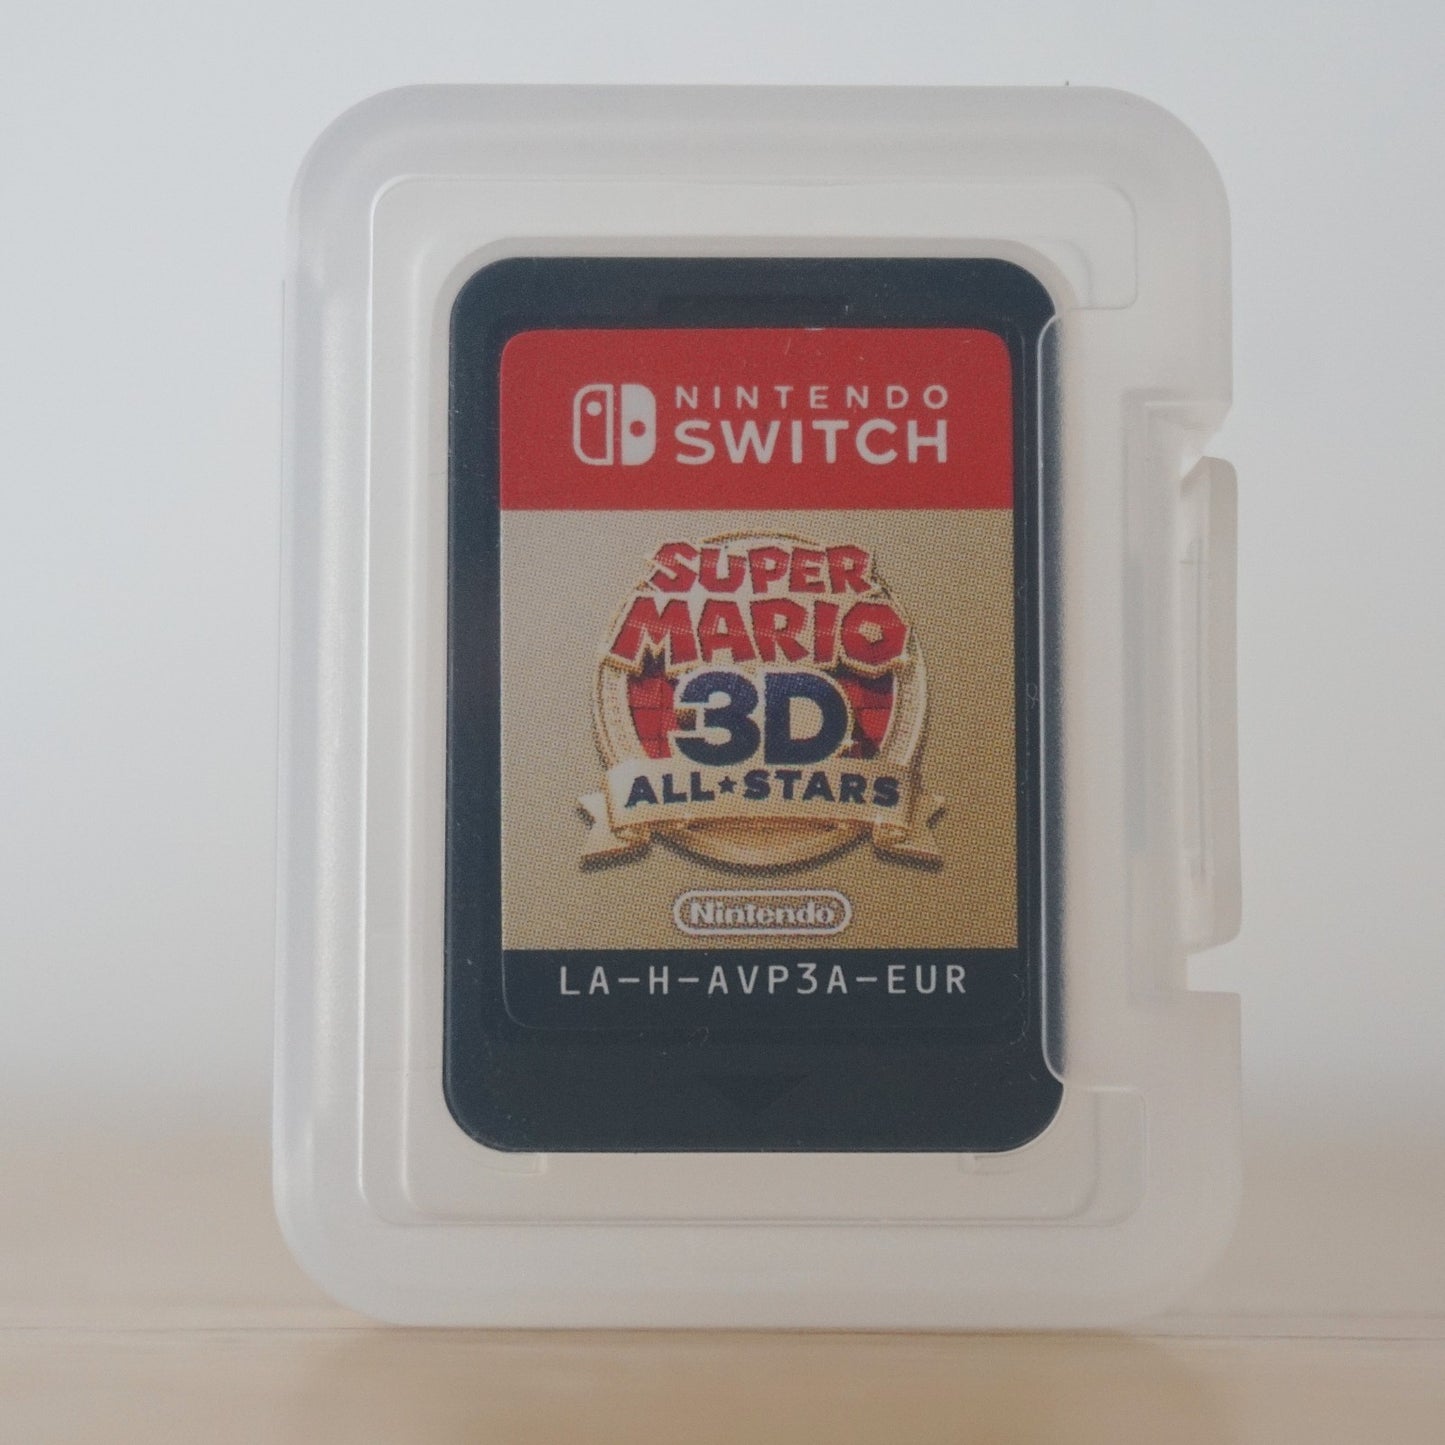 NINTENDO
SWITCH
SUPER
MARIO
3D
ALL★STARS
Nintendo
LA-H-AVP3A-EUR